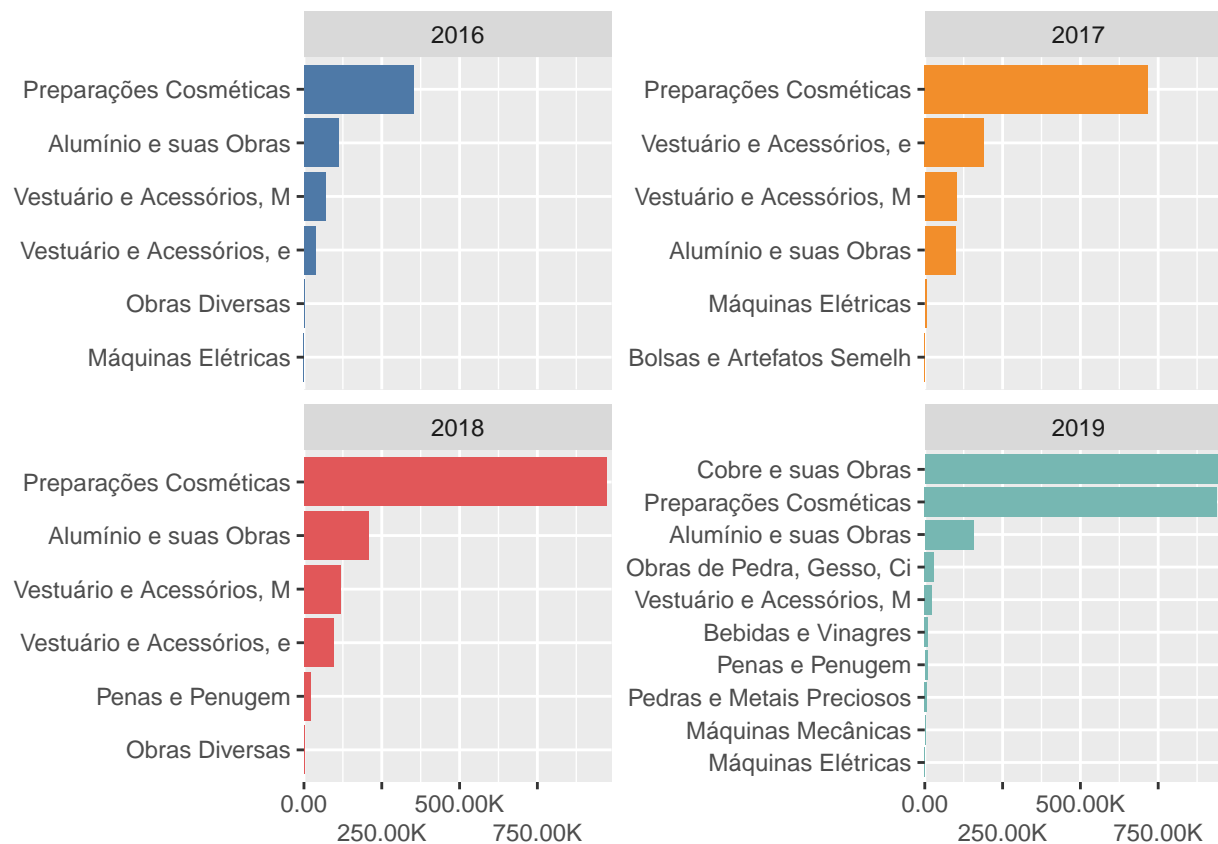 2016
Preparações Cosméticas
Alumínio e suas Obras
Vestuário e Acessórios, M
Vestuário e Acessórios, e
Obras Diversas
Máquinas Elétricas
2017
Preparações Cosméticas
Vestuário e Acessórios, e
Vestuário e Acessórios, M
Alumínio e suas Obras
Máquinas Elétricas
Bolsas e Artefatos Semelh
2018
Preparações Cosméticas
Alumínio e suas Obras
Vestuário e Acessórios, M
Vestuário e Acessórios, e
Penas e Penugem
Obras Diversas
0.00 500.00K
250.00K 750.00K
2019
Cobre e suas Obras
Preparações Cosméticas
Alumínio e suas Obras
Obras de Pedra, Gesso, Ci
Vestuário e Acessórios, M
Bebidas e Vinagres
Penas e Penugem
Pedras e Metais Preciosos
Máquinas Mecânicas
Máquinas Elétricas
0.00 500.00K
250.00K 750.00K